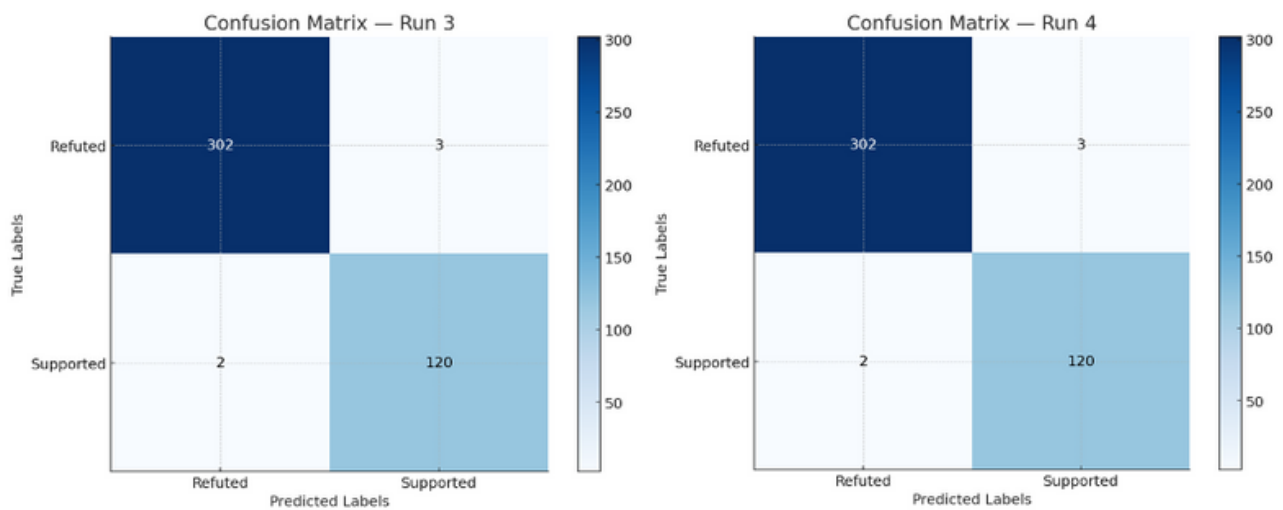 Confusion Matrix — Run 3
300
250
200
150
100
50
True Labels
Refuted
Supported
302
3
2
120
Refuted
Supported
Predicted Labels
Confusion Matrix — Run 4
300
250
200
150
100
50
True Labels
Refuted
Supported
302
3
2
120
Refuted
Supported
Predicted Labels